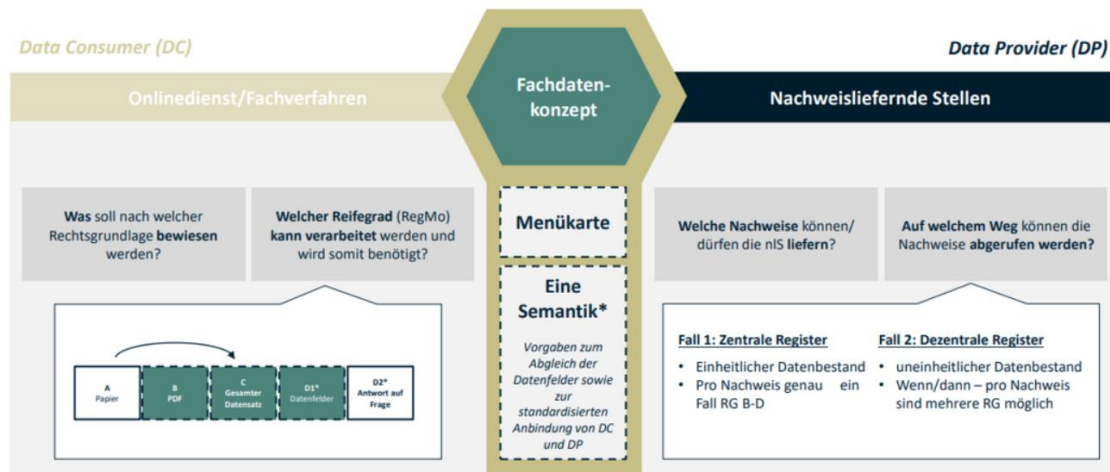 Data Consumer (DC)
Data Provider (DP)
Onlinedienst/Fachverfahren
Fachdaten-
konzept
Nachweisliefernde Stellen
Was soll nach welcher
Rechtsgrundlage bewiesen
werden?
Welcher Reifegrad (RegMo)
kann verarbeitet werden und
wird somit benötigt?
Menükarte
Welche Nachweise können/
dürfen die nIS liefern?
Auf welchem Weg können die
Nachweise abgerufen werden?
A
Papier
B
PDF
C
Gesamter
Datensatz
D1*
Datenfelder
D2*
Antwort auf
Frage
Eine
Semantik*
Vorgaben zum
Abgleich der
Datenfelder sowie
zur
standardisierten
Anbindung von DC
und DP
Fall 1: Zentrale Register
Einheitlicher Datenbestand
Pro Nachweis genau ein
Fall RG B-D
Fall 2: Dezentrale Register
uneinheitlicher Datenbestand
Wenn/dann – pro Nachweis
sind mehrere RG möglich